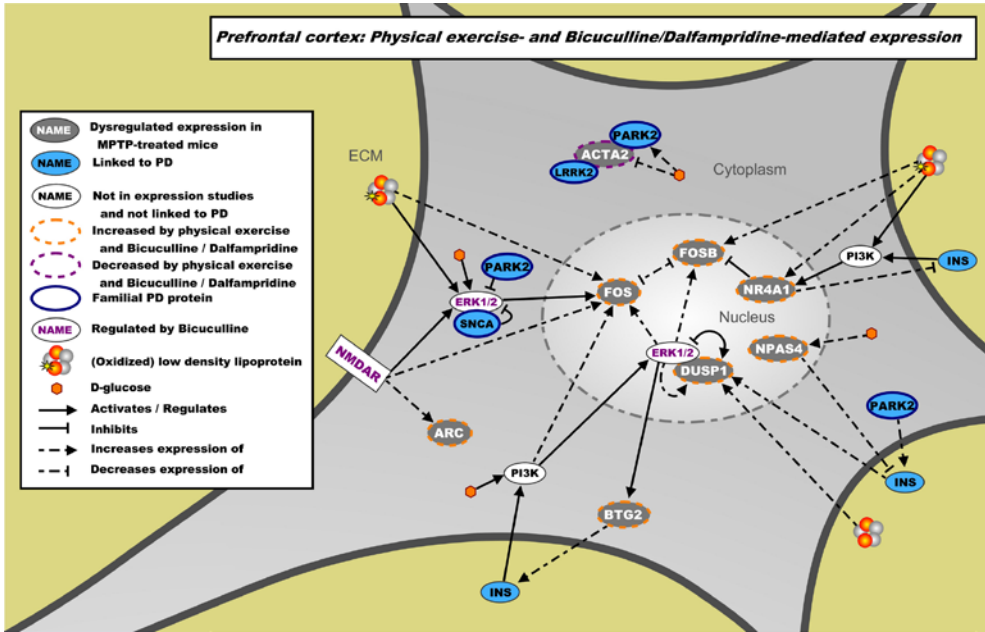 Prefrontal cortex: Physical exercise- and Bicuculline/Dalfampridine-mediated expression
NAME
Dysregulated expression in
MPTP-treated mice
NAME
Linked to PD
NAME
Not in expression studies
and not linked to PD
Increased by physical exercise
and Bicuculline / Dalfampridine
Decreased by physical exercise
and Bicuculline / Dalfampridine
Familial PD protein
NAME
Regulated by Bicuculline
(Oxidized) low density lipoprotein
D-glucose
Activates / Regulates
Inhibits
Increases expression of
Decreases expression of
ECM
PARK2
ACTA2
LRRK2
Cytoplasm
FOSB
PI3K
INS
PARK2
ERK1/2
SNCA
FOS
NR4A1
Nucleus
NMDAR
ERK1/2
DUSP1
NPAS4
PARK2
ARC
PI3K
INS
BTG2
INS